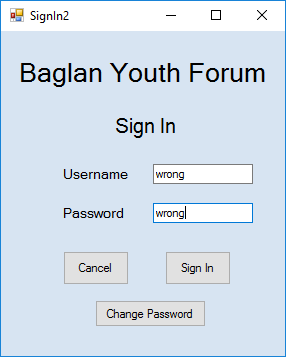 SignIn2
Baglan Youth Forum
Sign In
Username wrong
Password wrong
Cancel Sign In
Change Password